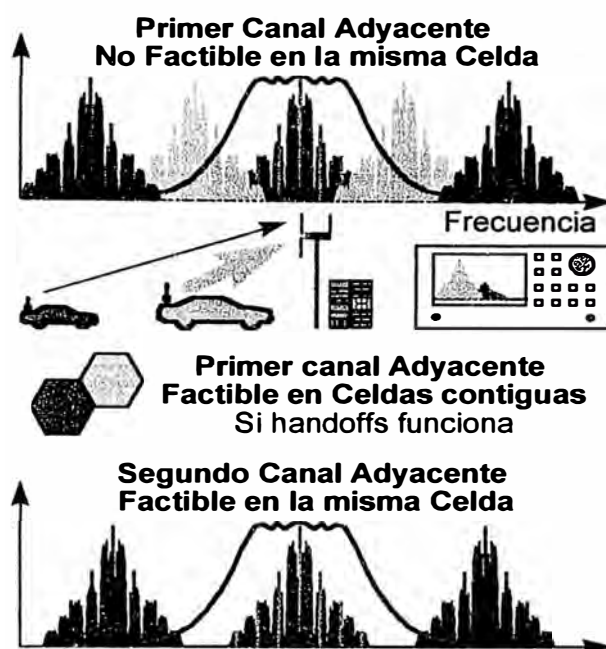 Primer Canal Adyacente
No Factible en la misma Celda
Frecuencia
Primer canal Adyacente
Factible en Celdas contiguas
Si handoffs funciona
Segundo Canal Adyacente
Factible en la misma Celda